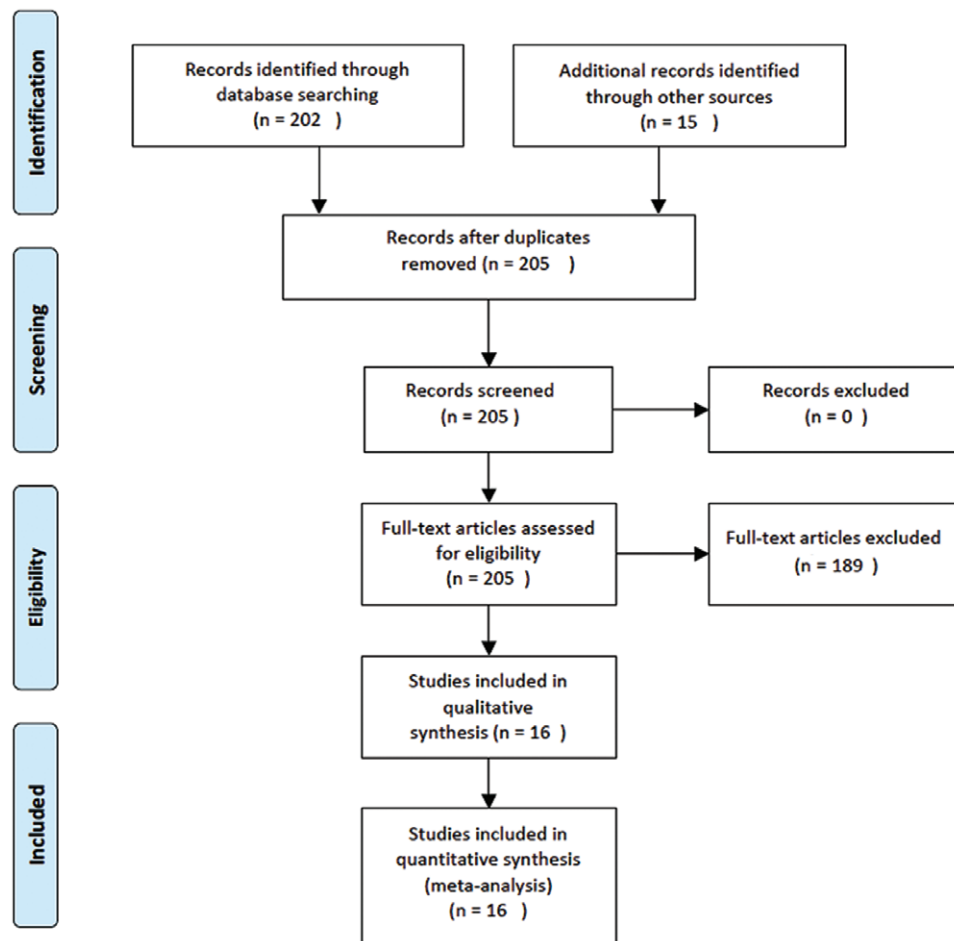 Identification
Records identified through
database searching
(n = 202   )
Additional records identified
through other sources
(n = 15   )
Records after duplicates
removed (n = 205    )
Screening
Records screened
(n = 205 )
Records excluded
(n = 0   )
Eligibility
Full-text articles assessed
for eligibility
(n = 205   )
Full-text articles excluded
(n = 189   )
Studies included in
qualitative
synthesis (n = 16   )
Included
Studies included in
quantitative synthesis
(meta-analysis)
(n = 16   )